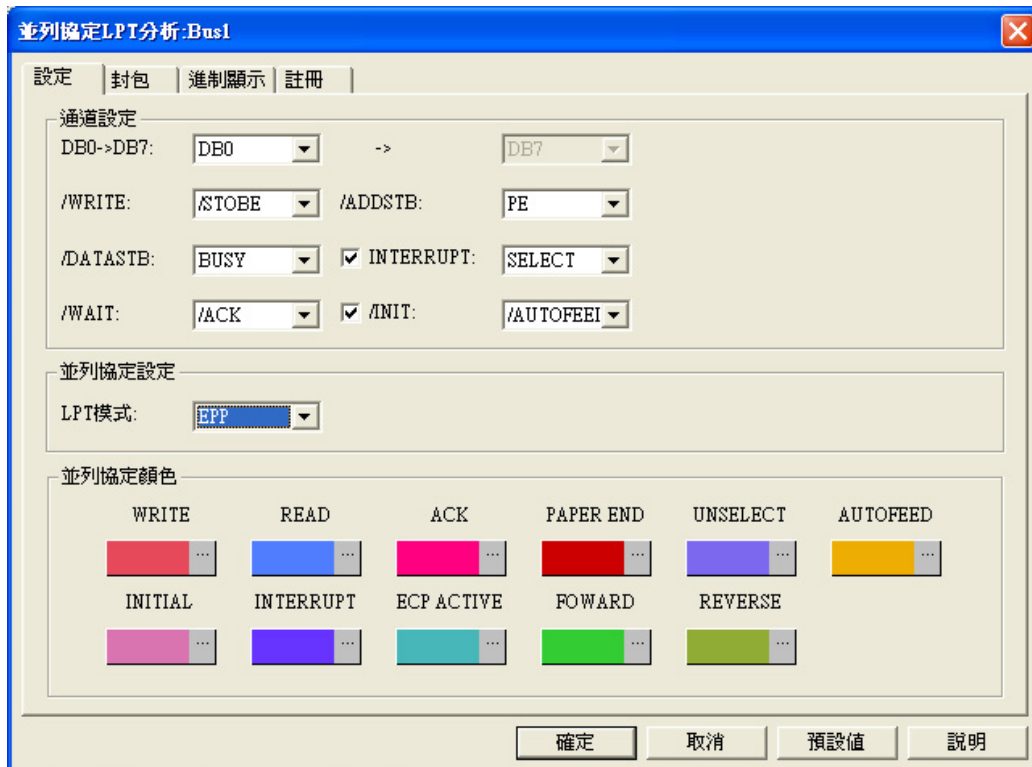 並列協定LPT分析:Bus1
設定 封包 進制顯示 註冊
通道設定
DB0->DB7: DB0 -> DB7
/WRITE: /STOBE /ADDSTB: PE
/DATASTB: BUSY INTERRUPT: SELECT
/WAIT: /ACK /INIT: /AUTOFEEI
並列協定設定
LPT模式: EPP
並列協定顏色
WRITE READ ACK PAPER END UNSELECT AUTOFEED
... ... ... ... ... ...
INITIAL INTERRUPT ECP ACTIVE FOWARD REVERSE
... ... ... ... ...
確定 取消 預設值 說明